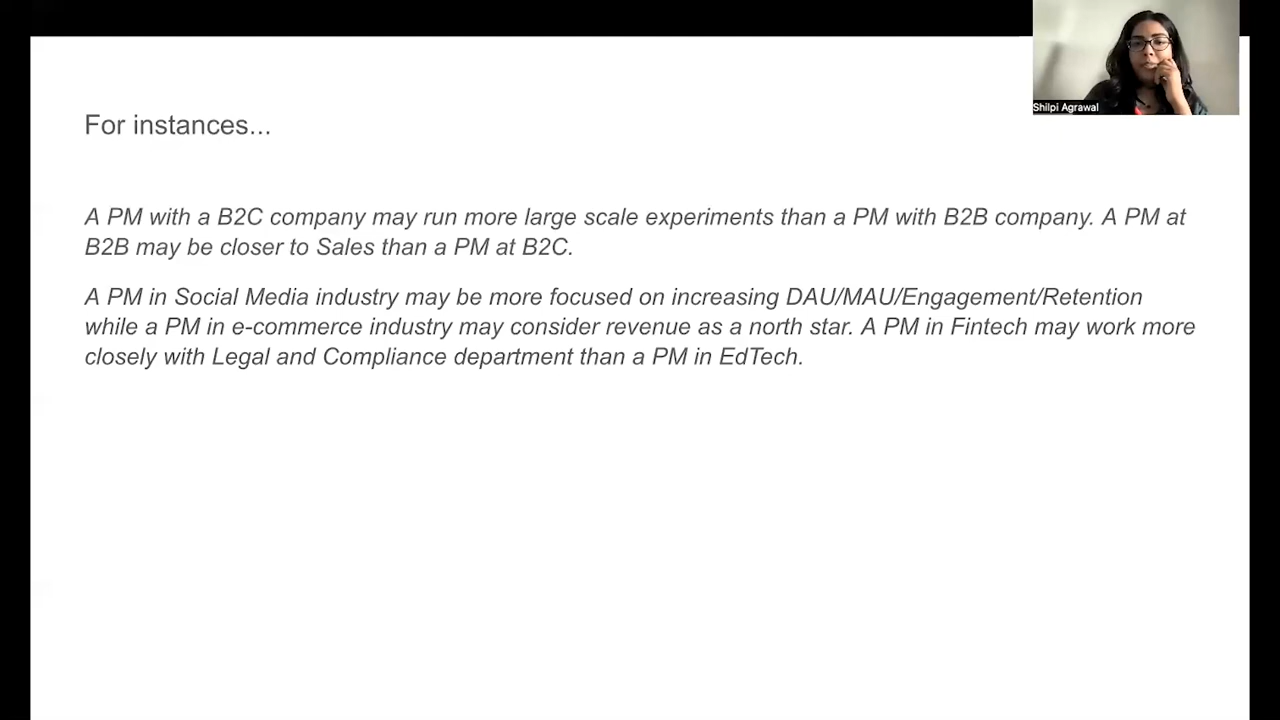 For instances...
A PM with a B2C company may run more large scale experiments than a PM with B2B company. A PM at
B2B may be closer to Sales than a PM at B2C.
A PM in Social Media industry may be more focused on increasing DAU/MAU/Engagement/Retention
while a PM in e-commerce industry may consider revenue as a north star. A PM in Fintech may work more
closely with Legal and Compliance department than a PM in EdTech.
Shilpi Agrawal